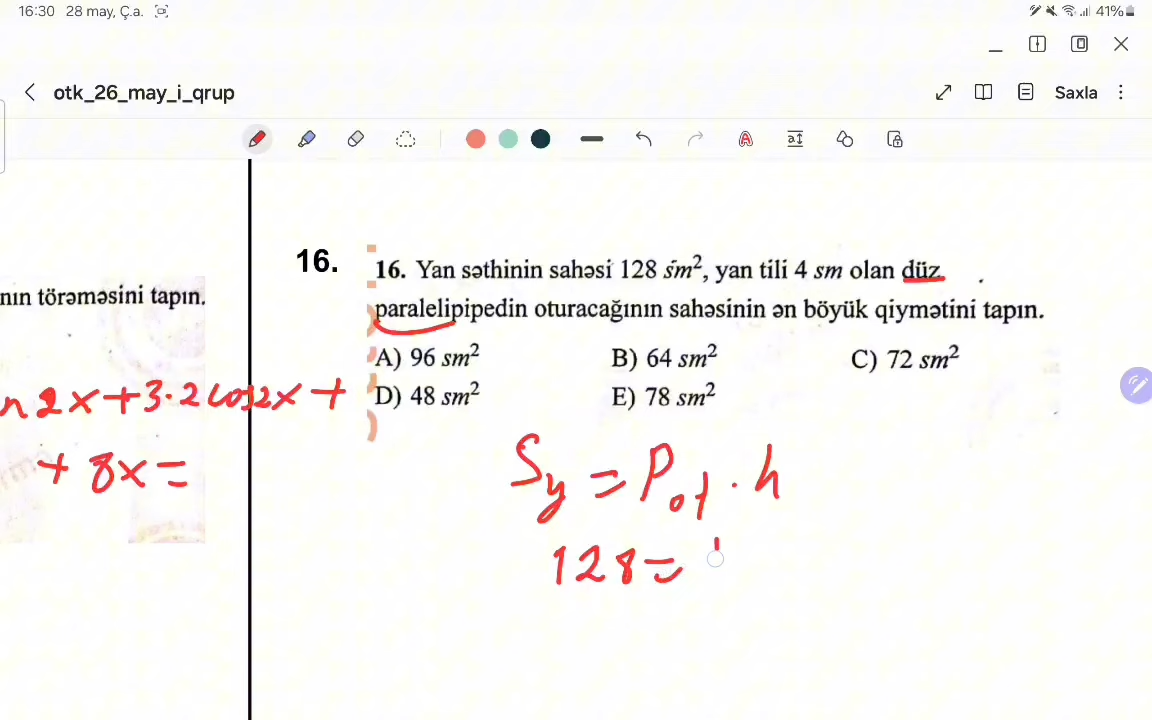 16:30 28 may, Ç.a. 41%
otk_26_may_i_qrup
Saxla
nın törəməsini tapın.
2x+3·2cos2x+
+ 8x =
16.
16. Yan səthinin sahəsi 128 sm², yan tili 4 sm olan düz
paralelipipedin oturacağının sahəsinin ən böyük qiymətini tapın.
A) 96 sm² B) 64 sm² C) 72 sm²
D) 48 sm² E) 78 sm²
Sy = Pot · h
128 =